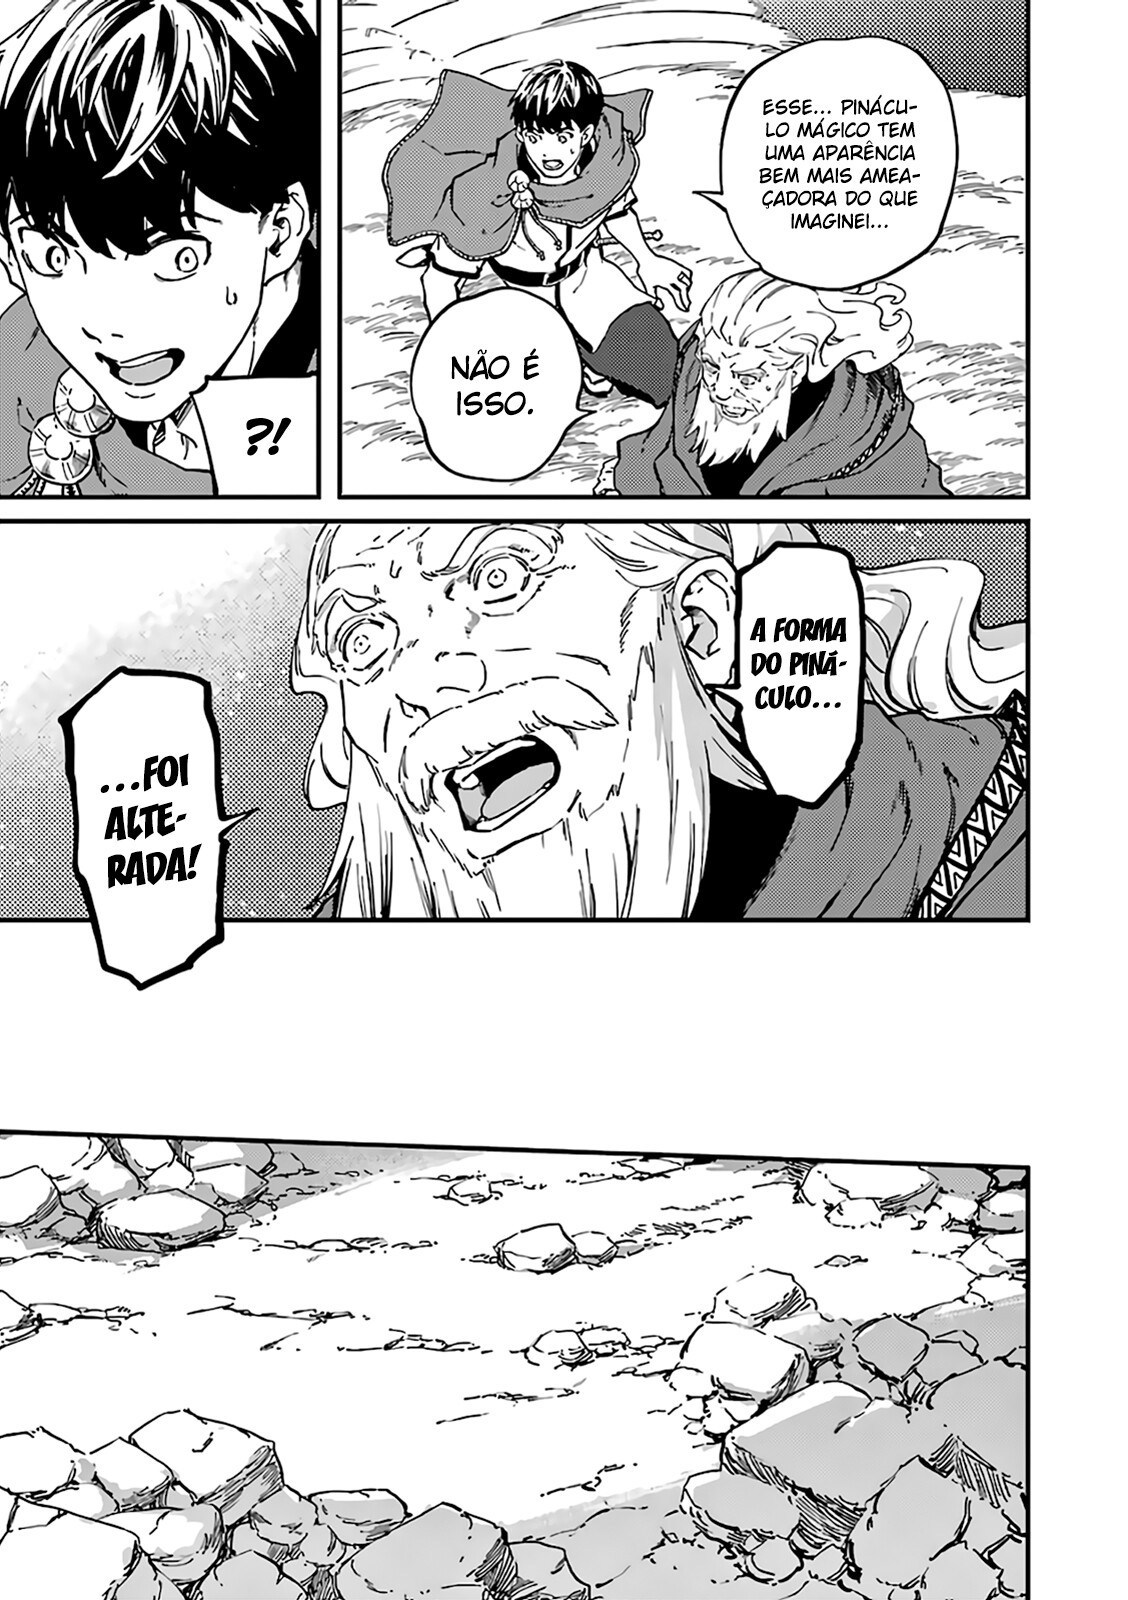 ESSE... PINÁCU-
LO MÁGICO TEM
UMA APARÊNCIA
BEM MAIS AMEA-
ÇADORA DO QUE
IMAGINEI...
NÃO É
ISSO.
?!
A FORMA
DO PINÁ-
CULO...
...FOI
ALTE-
RADA!